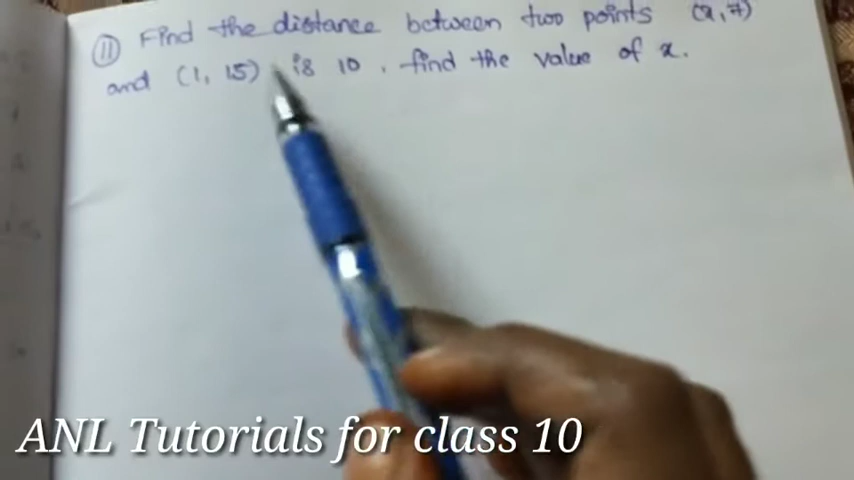 11 Find the distance between two points (x, 7)
and (1, 15) is 10. find the value of x.
ANL Tutorials for class 10